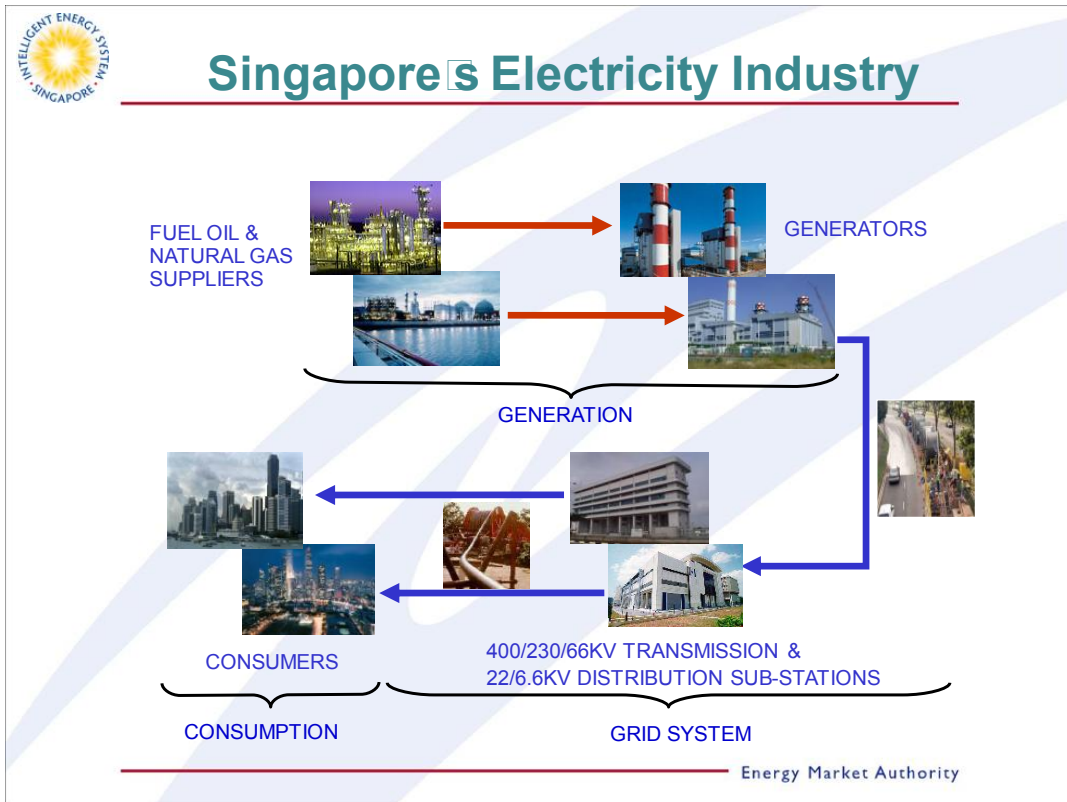 INTELLIGENT ENERGY SYSTEM
• SINGAPORE •
Singapore s Electricity Industry
FUEL OIL &
NATURAL GAS
SUPPLIERS
GENERATORS
GENERATION
CONSUMERS
400/230/66KV TRANSMISSION &
22/6.6KV DISTRIBUTION SUB-STATIONS
CONSUMPTION
GRID SYSTEM
Energy Market Authority